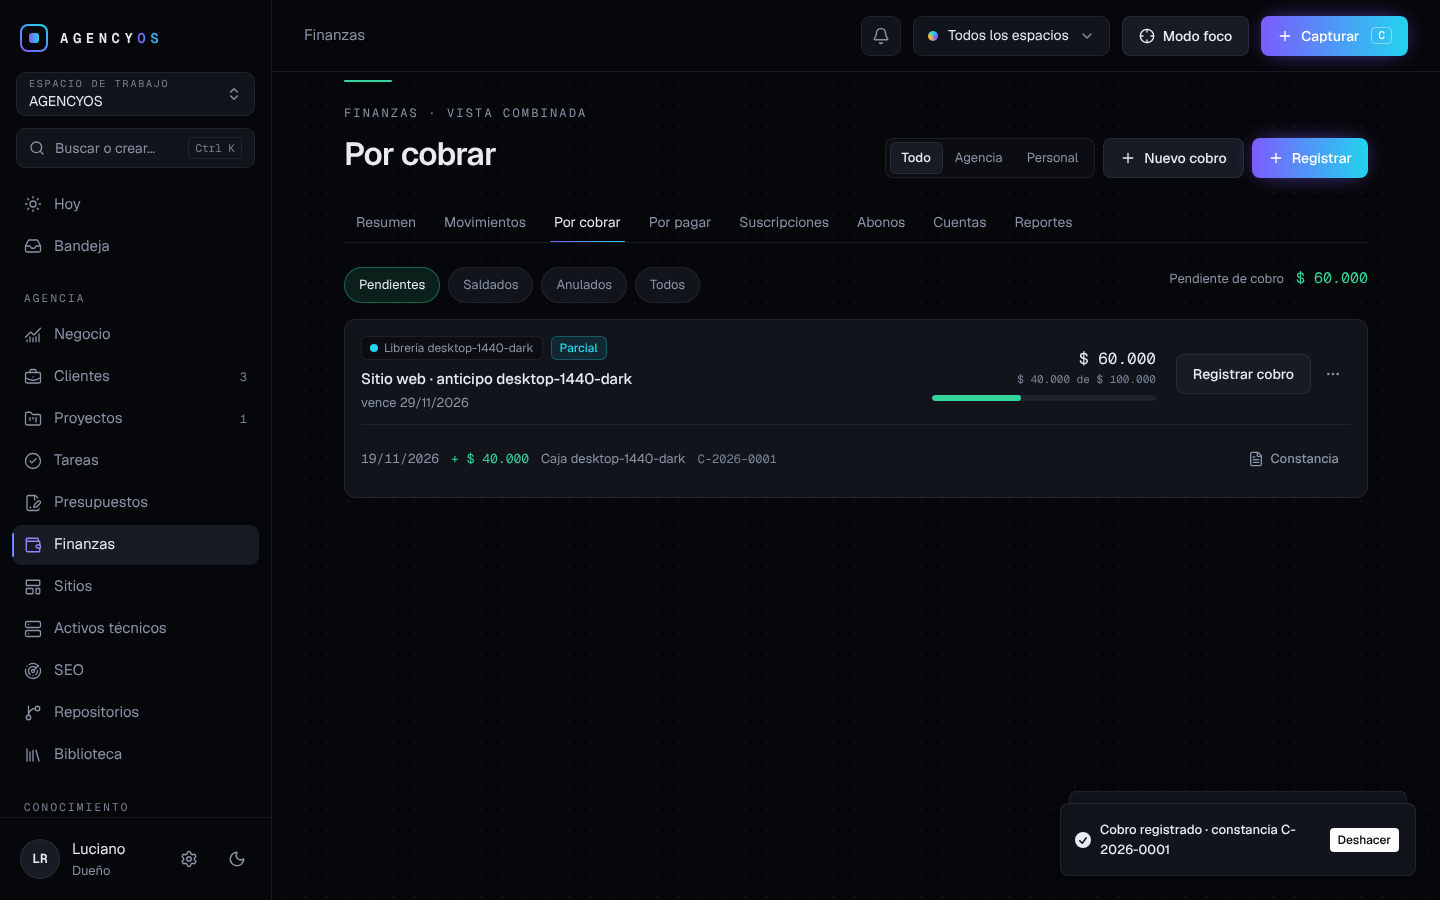 AGENCYOS
ESPACIO DE TRABAJO
AGENCYOS
Buscar o crear...
Ctrl K
Hoy
Bandeja
AGENCIA
Negocio
Clientes 3
Proyectos 1
Tareas
Presupuestos
Finanzas
Sitios
Activos técnicos
SEO
Repositorios
Biblioteca
CONOCIMIENTO
LR
Luciano
Dueño
Finanzas
Todos los espacios
Modo foco
Capturar C
FINANZAS · VISTA COMBINADA
Por cobrar
Todo Agencia Personal
Nuevo cobro
Registrar
Resumen Movimientos Por cobrar Por pagar Suscripciones Abonos Cuentas Reportes
Pendientes Saldados Anulados Todos
Pendiente de cobro $ 60.000
Librería desktop-1440-dark Parcial
Sitio web · anticipo desktop-1440-dark
vence 29/11/2026
$ 60.000
$ 40.000 de $ 100.000
Registrar cobro
19/11/2026 + $ 40.000 Caja desktop-1440-dark C-2026-0001
Constancia
Cobro registrado · constancia C-
2026-0001
Deshacer